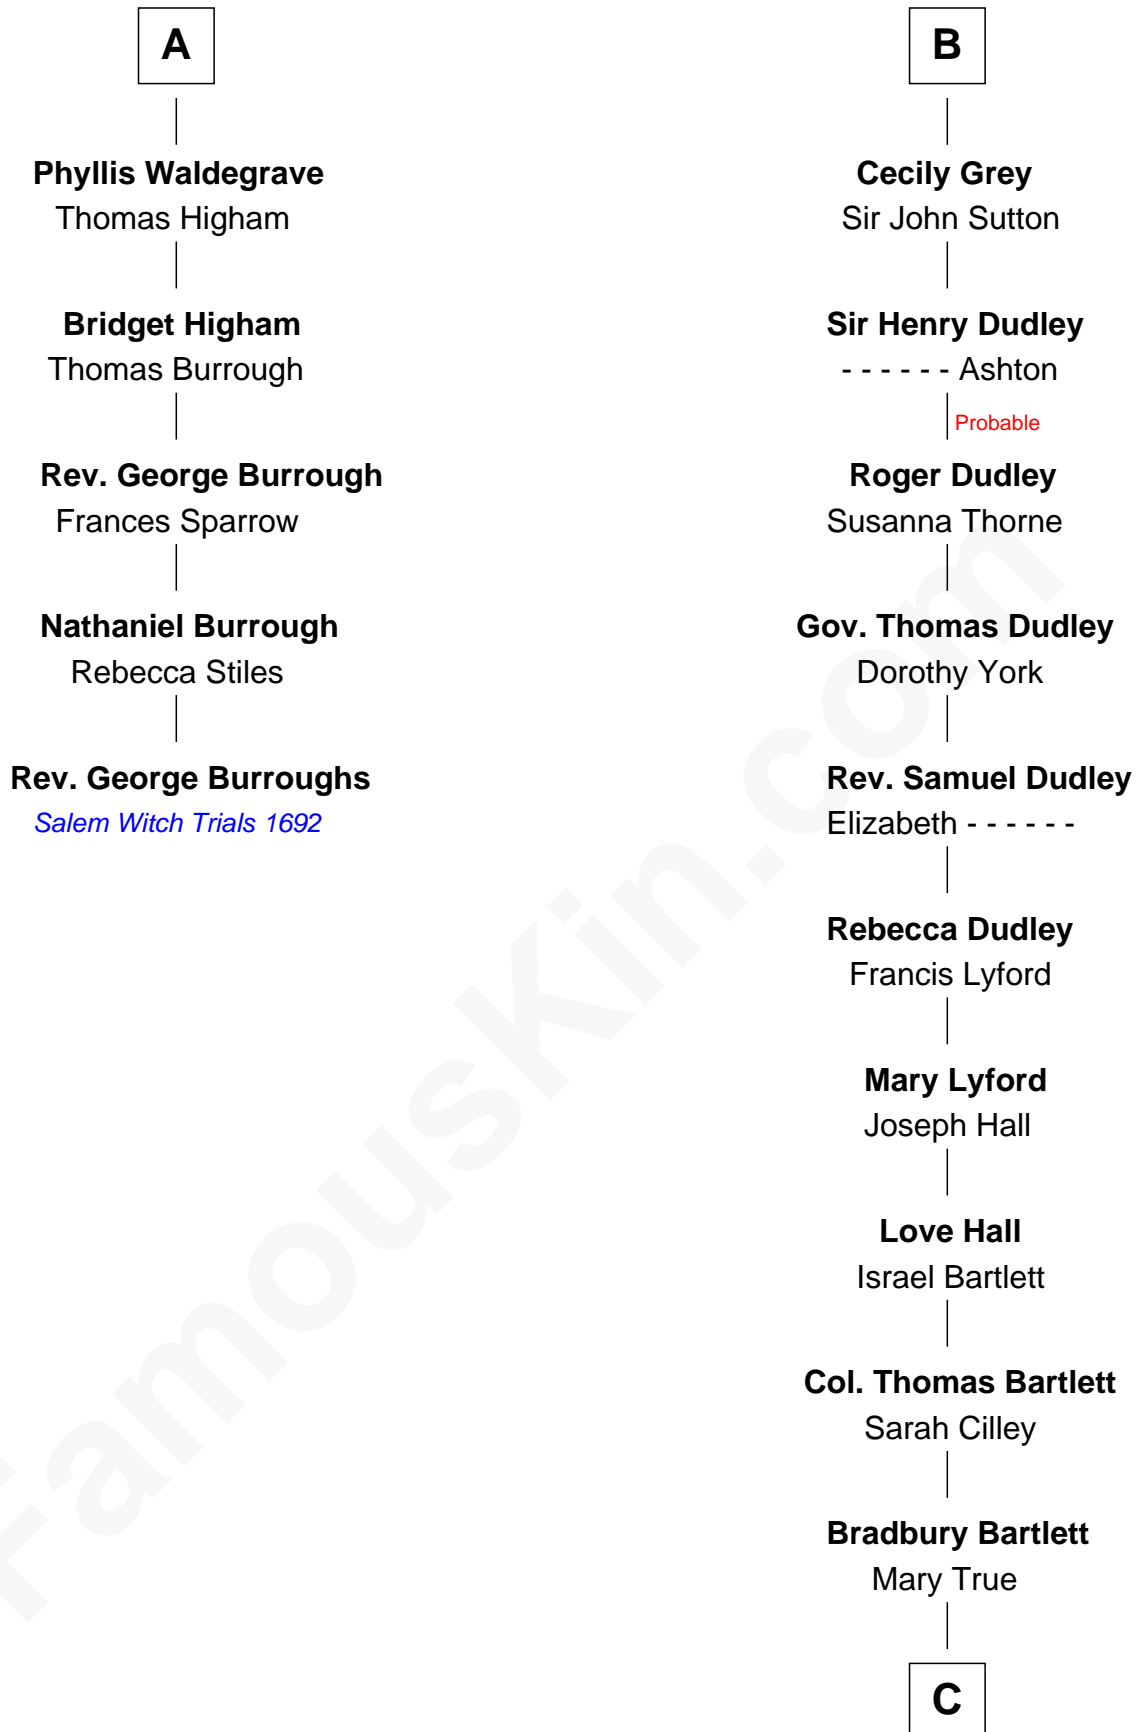 A
Phyllis Waldegrave
Thomas Higham
Bridget Higham
Thomas Burrough
Rev. George Burrough
Frances Sparrow
Nathaniel Burrough
Rebecca Stiles
Rev. George Burroughs
Salem Witch Trials 1692
B
Cecily Grey
Sir John Sutton
Sir Henry Dudley
- - - - - - Ashton
Probable
Roger Dudley
Susanna Thorne
Gov. Thomas Dudley
Dorothy York
Rev. Samuel Dudley
Elizabeth - - - - - -
Rebecca Dudley
Francis Lyford
Mary Lyford
Joseph Hall
Love Hall
Israel Bartlett
Col. Thomas Bartlett
Sarah Cilley
Bradbury Bartlett
Mary True
C
FamousKin.com